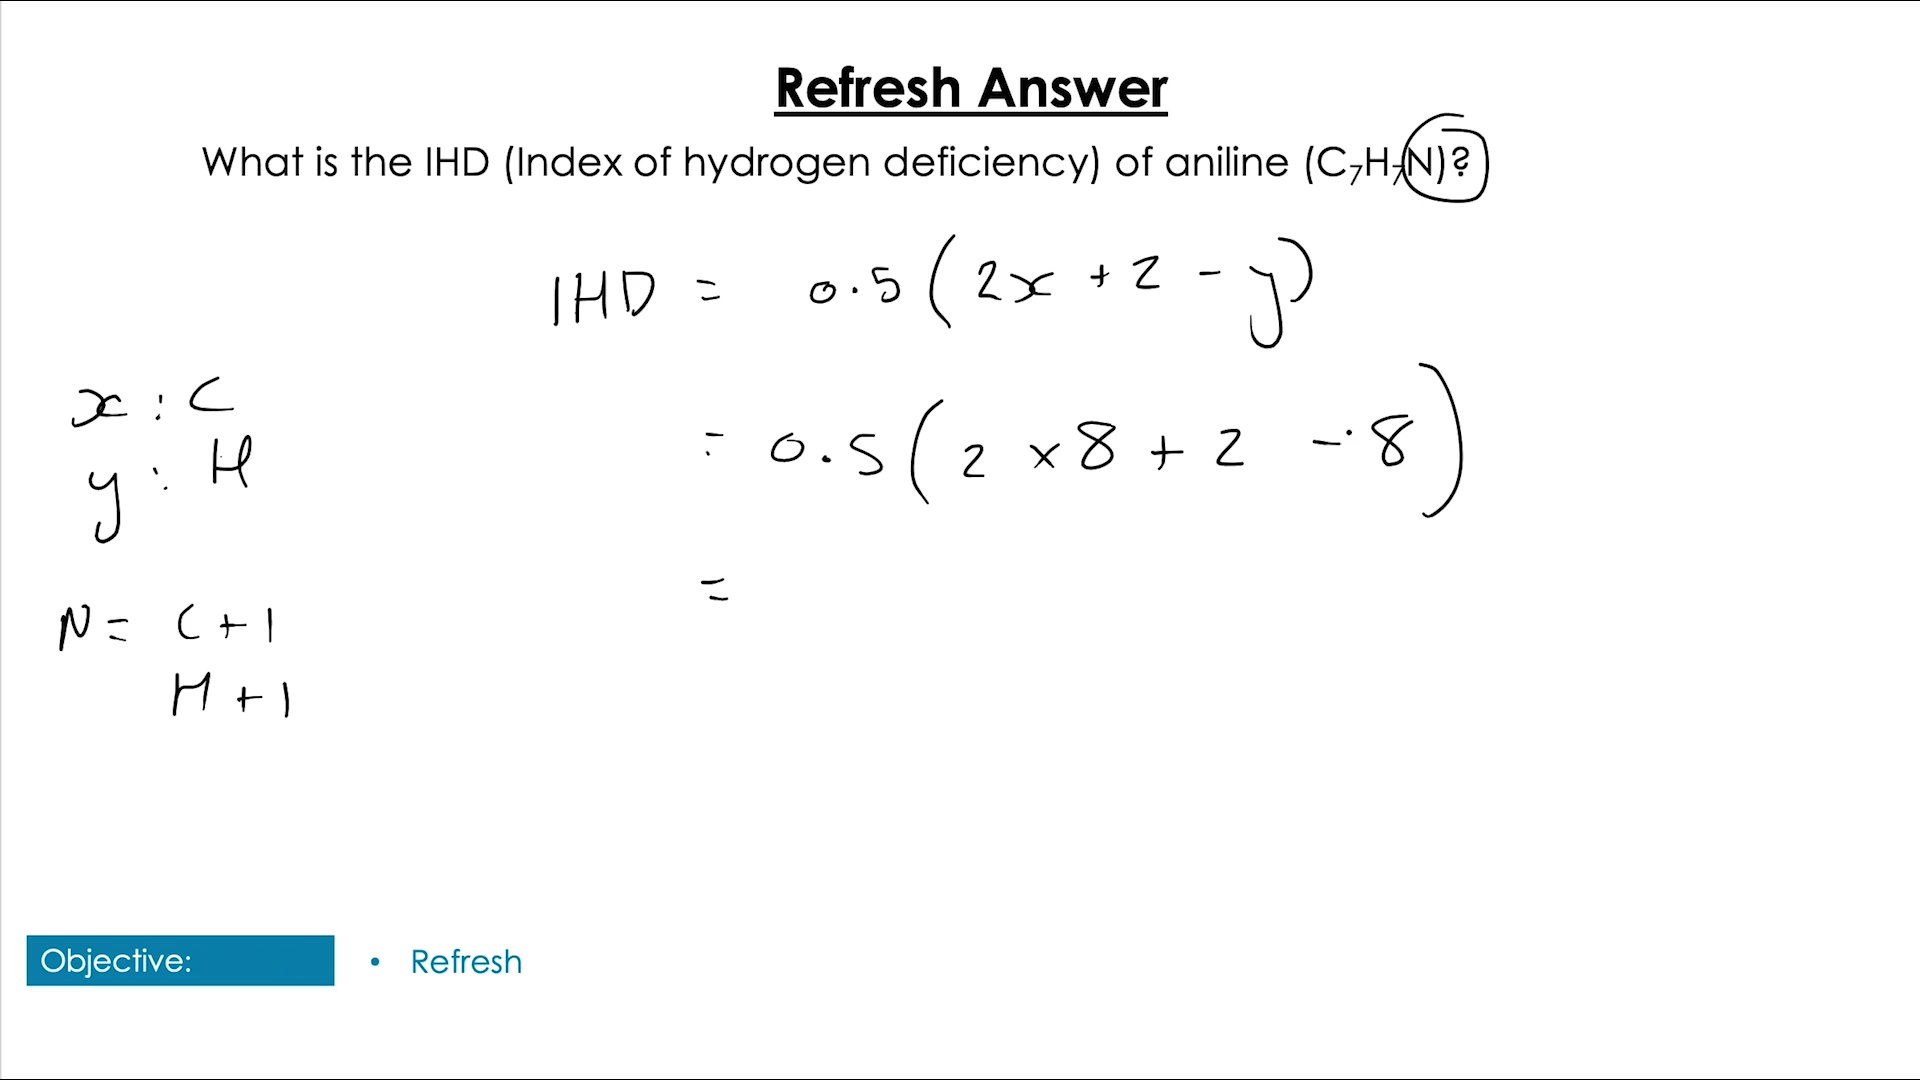 Refresh Answer
What is the IHD (Index of hydrogen deficiency) of aniline (C₇H₇N)?
IHD = 0.5 (2x + 2 - y)
x : C
= 0.5 (2 × 8 + 2 - 8)
y : H
=
N = C + 1
H + 1
Objective:
• Refresh